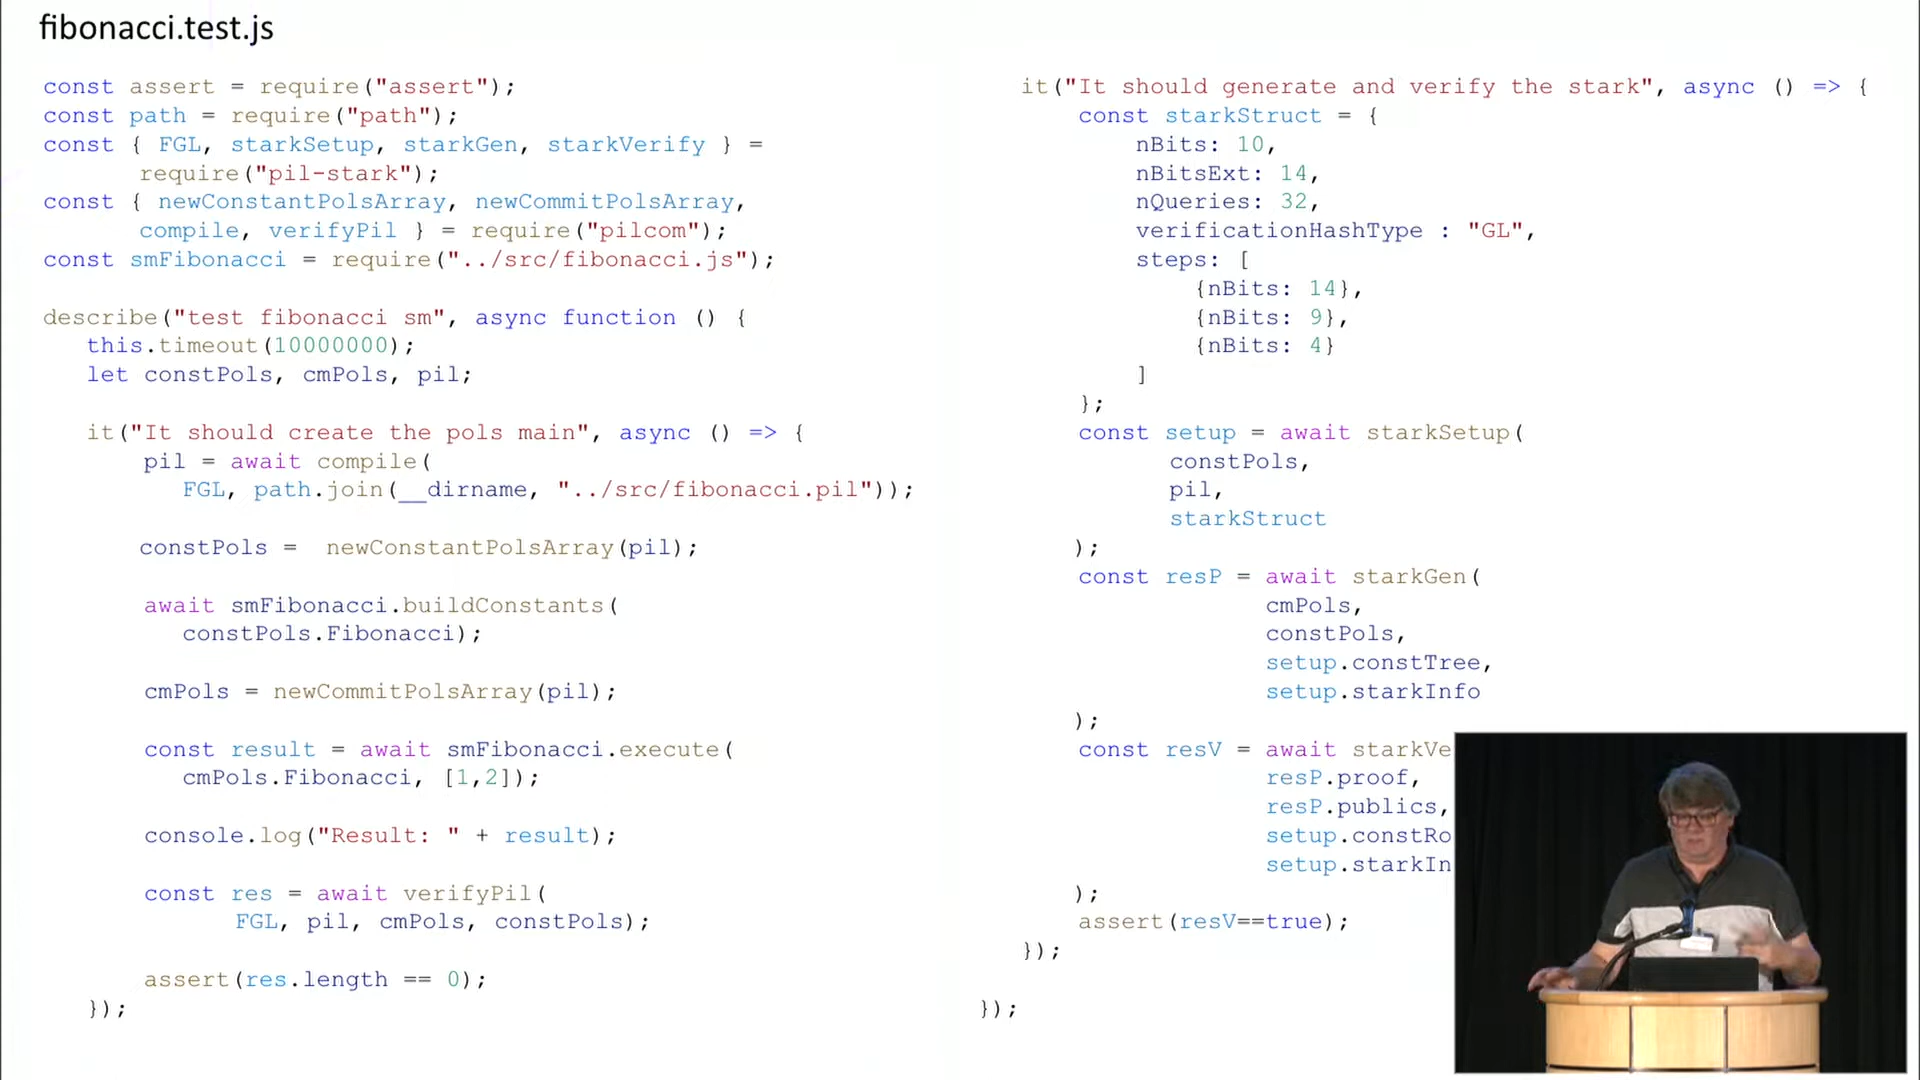 fibonacci.test.js
const assert = require("assert");
const path = require("path");
const { FGL, starkSetup, starkGen, starkVerify } =
require("pil-stark");
const { newConstantPolsArray, newCommitPolsArray,
compile, verifyPil } = require("pilcom");
const smFibonacci = require("../src/fibonacci.js");
describe("test fibonacci sm", async function () {
this.timeout(10000000);
let constPols, cmPols, pil;
it("It should create the pols main", async () => {
pil = await compile(
FGL, path.join(__dirname, "../src/fibonacci.pil"));
constPols = newConstantPolsArray(pil);
await smFibonacci.buildConstants(
constPols.Fibonacci);
cmPols = newCommitPolsArray(pil);
const result = await smFibonacci.execute(
cmPols.Fibonacci, [1,2]);
console.log("Result: " + result);
const res = await verifyPil(
FGL, pil, cmPols, constPols);
assert(res.length == 0);
});
it("It should generate and verify the stark", async () => {
const starkStruct = {
nBits: 10,
nBitsExt: 14,
nQueries: 32,
verificationHashType : "GL",
steps: [
{nBits: 14},
{nBits: 9},
{nBits: 4}
]
};
const setup = await starkSetup(
constPols,
pil,
starkStruct
);
const resP = await starkGen(
cmPols,
constPols,
setup.constTree,
setup.starkInfo
);
const resV = await starkVe
resP.proof,
resP.publics,
setup.constRo
setup.starkIn
);
assert(resV==true);
});
});